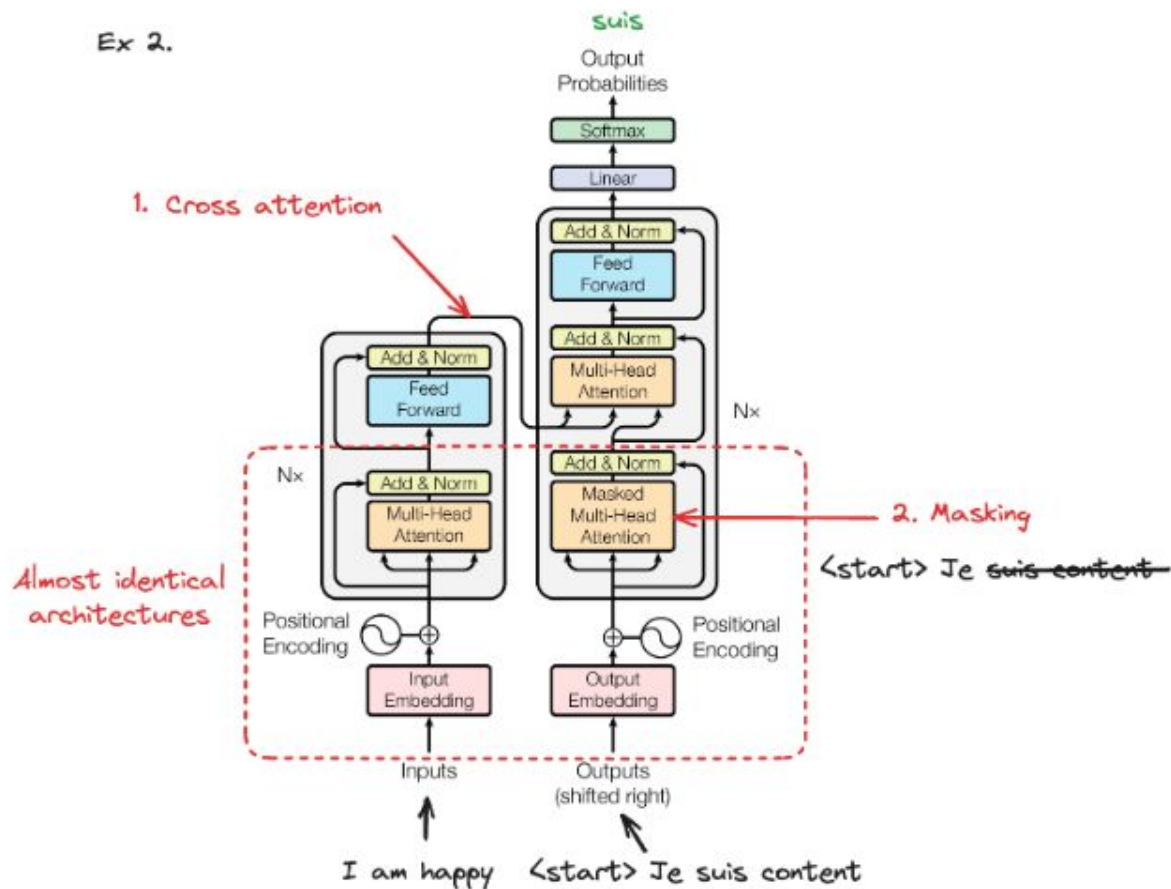 suis
Ex 2.
Output
Probabilities
Softmax
Linear
1. Cross attention
Add & Norm
Feed
Forward
Add & Norm
Multi-Head
Attention
Nx
Add & Norm
Feed
Forward
Nx
Add & Norm
Multi-Head
Attention
Add & Norm
Masked
Multi-Head
Attention
2. Masking
<start> Je suis content
Almost identical
architectures
Positional
Encoding
Positional
Encoding
Input
Embedding
Output
Embedding
Inputs
Outputs
(shifted right)
I am happy
<start> Je suis content